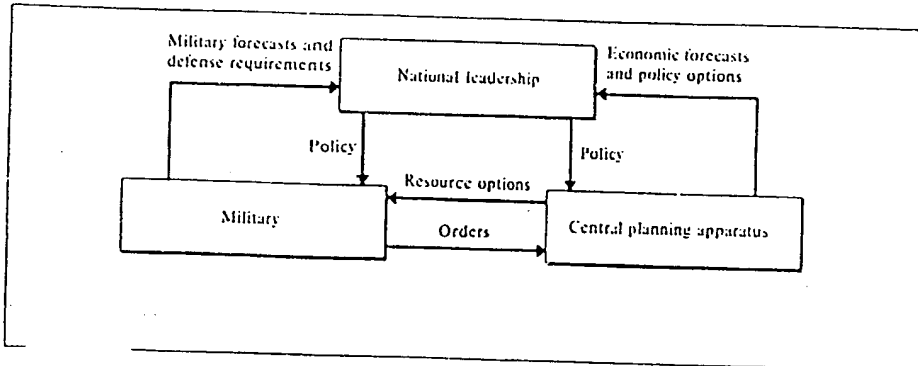 Military forecasts and
defense requirements
National leadership
Economic forecasts
and policy options
Policy
Policy
Resource options
Military
Central planning apparatus
Orders